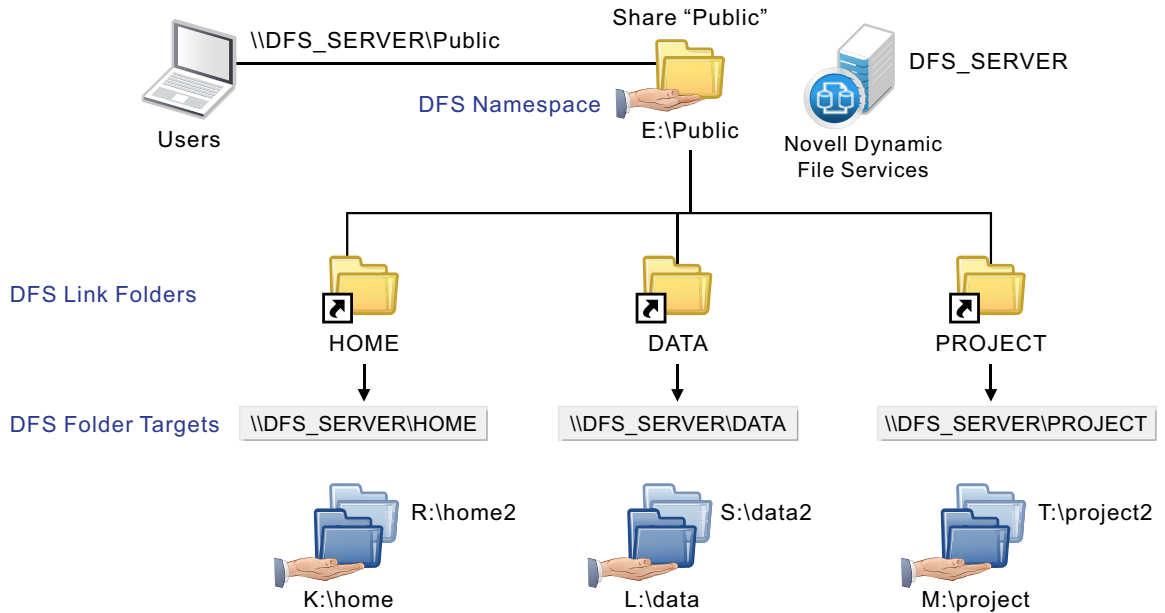 Share “Public”
\\DFS_SERVER\Public
DFS_SERVER
DFS Namespace
Users
E:\Public
Novell Dynamic
File Services
DFS Link Folders
HOME
DATA
PROJECT
DFS Folder Targets
\\DFS_SERVER\HOME
\\DFS_SERVER\DATA
\\DFS_SERVER\PROJECT
R:\home2
S:\data2
T:\project2
K:\home
L:\data
M:\project